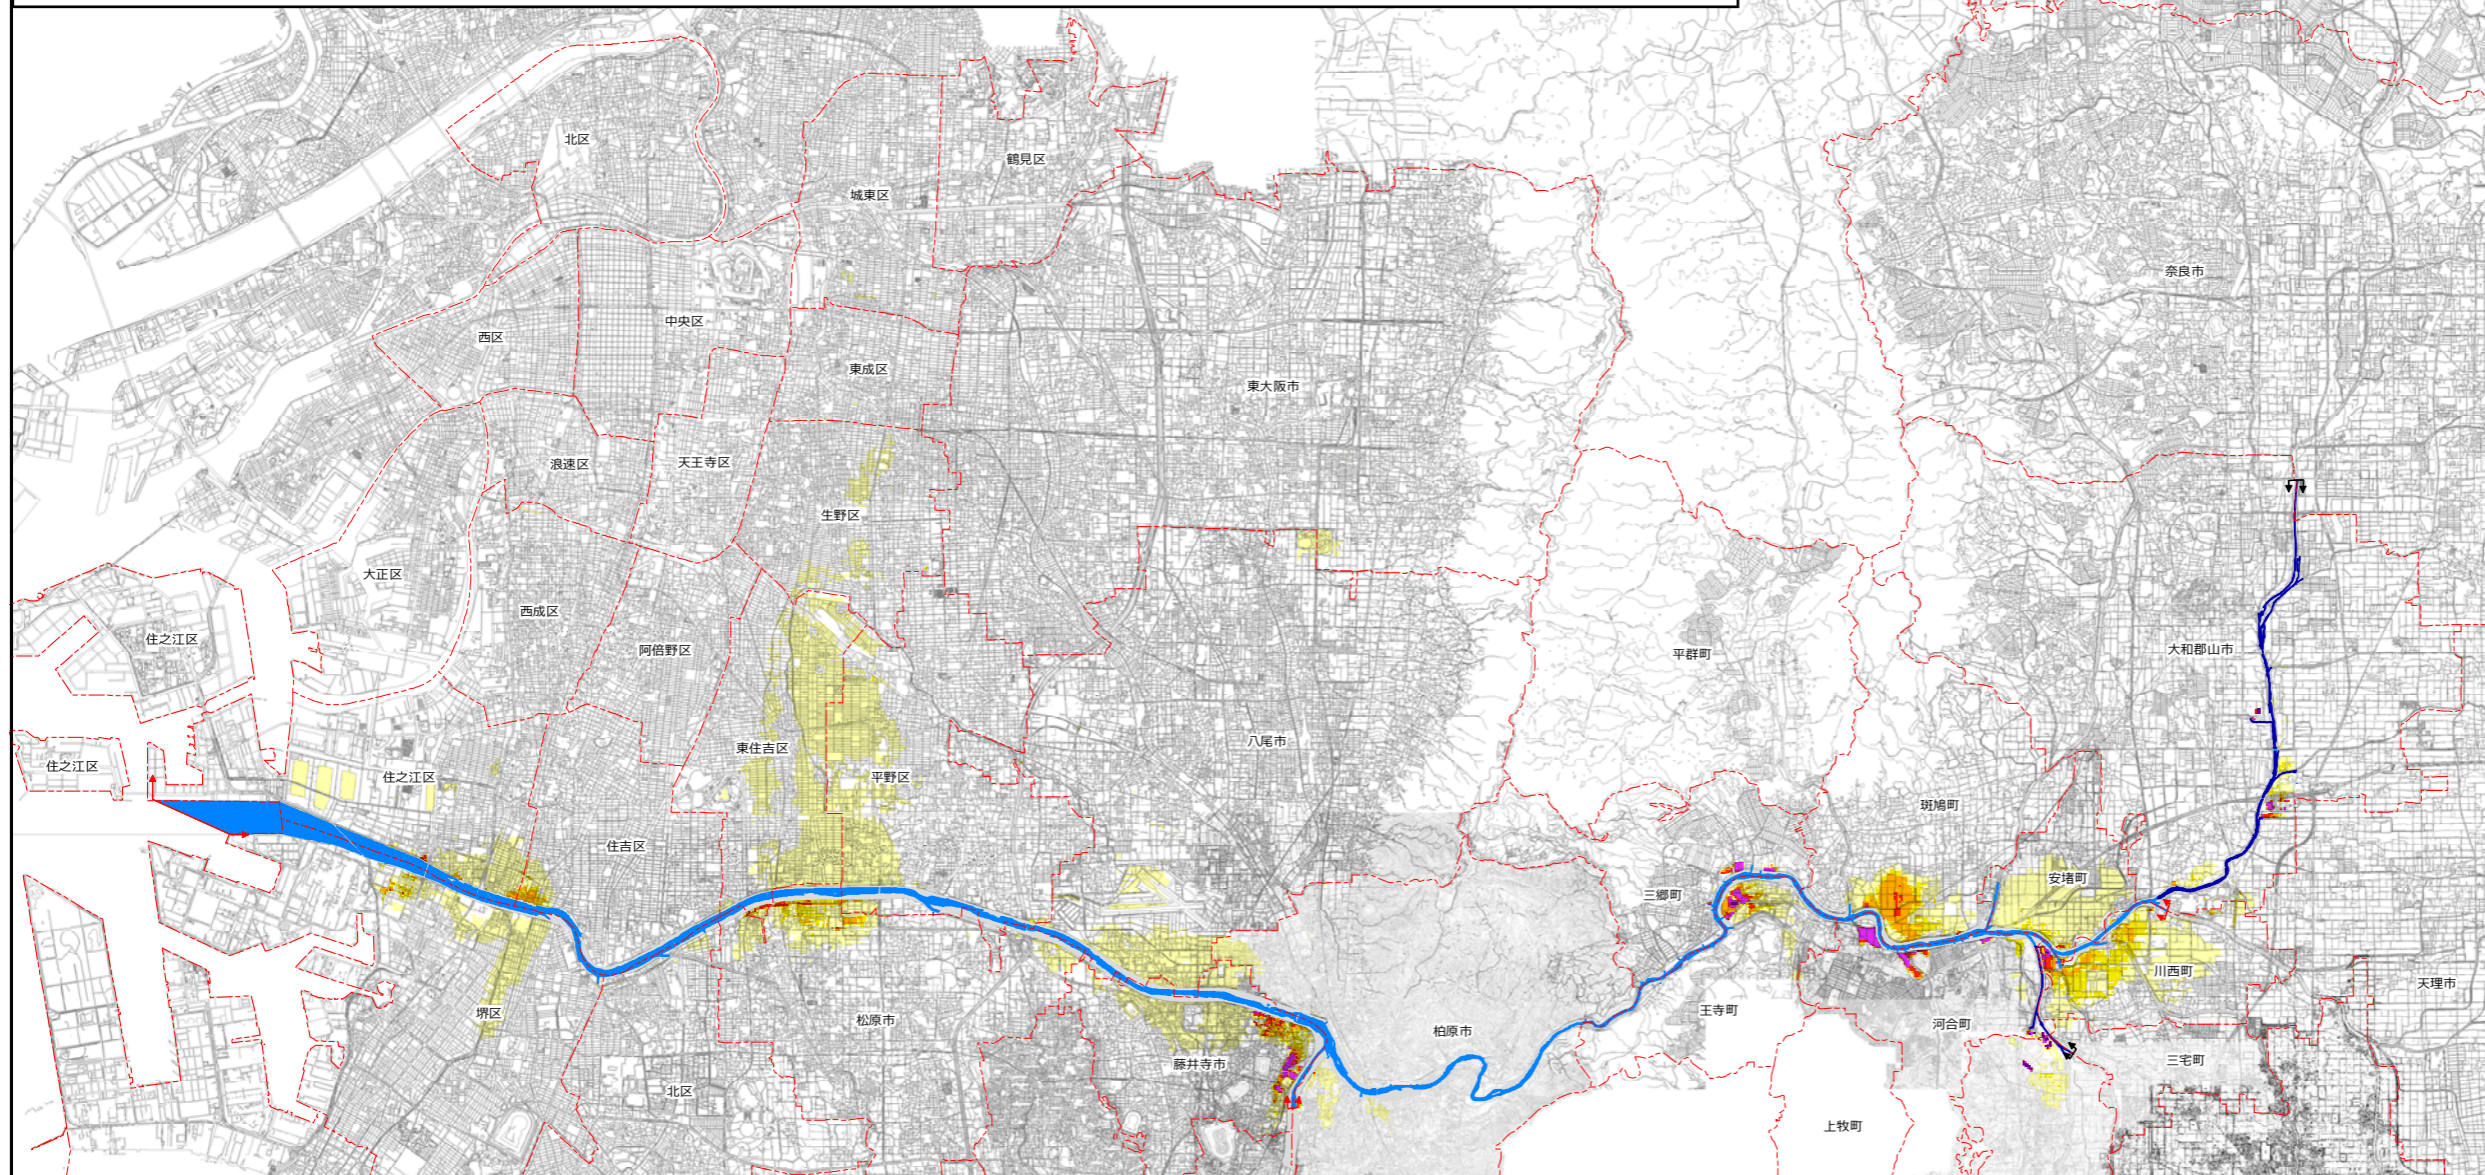 北区
鶴見区
城東区
奈良市
中央区
西区
東成区
東大阪市
浪速区
天王寺区
生野区
大正区
西成区
住之江区
阿倍野区
平群町
大和郡山市
東住吉区
八尾市
住之江区
住之江区
平野区
斑鳩町
住吉区
安堵町
三郷町
川西町
天理市
堺区
松原市
王寺町
河合町
柏原市
藤井寺市
三宅町
北区
上牧町